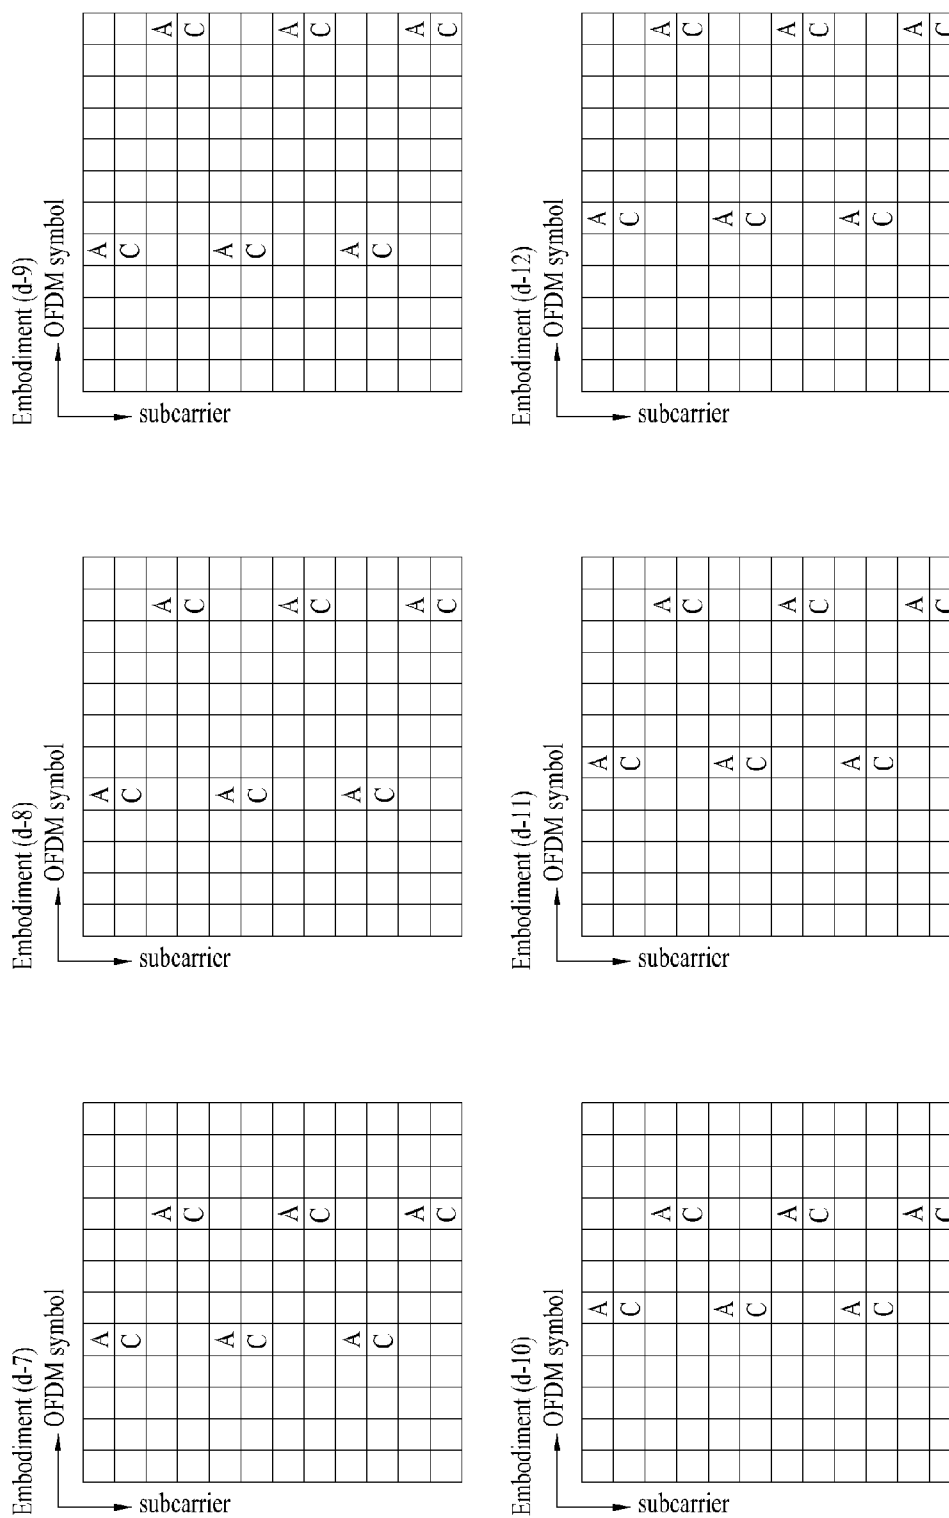 Embodiment (d-7)
OFDM symbol
subcarrier
A
C
A
C
A
C
A
C
A
C
A
C
Embodiment (d-8)
OFDM symbol
subcarrier
A
C
A
C
A
C
A
C
A
C
A
C
Embodiment (d-9)
OFDM symbol
subcarrier
A
C
A
C
A
C
A
C
A
C
A
C
Embodiment (d-10)
OFDM symbol
subcarrier
A
C
A
C
A
C
A
C
A
C
A
C
Embodiment (d-11)
OFDM symbol
subcarrier
A
C
A
C
A
C
A
C
A
C
A
C
Embodiment (d-12)
OFDM symbol
subcarrier
A
C
A
C
A
C
A
C
A
C
A
C